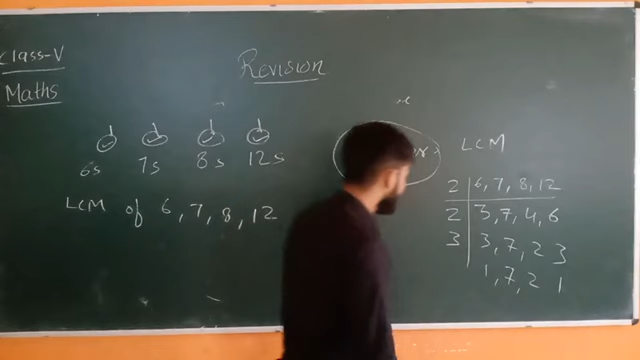 Class-V
Maths
Revision
6s 7s 8s 12s
LCM of 6, 7, 8, 12
LCM
2 6, 7, 8, 12
2 3, 7, 4, 6
3 3, 7, 2 3
1, 7, 2 1